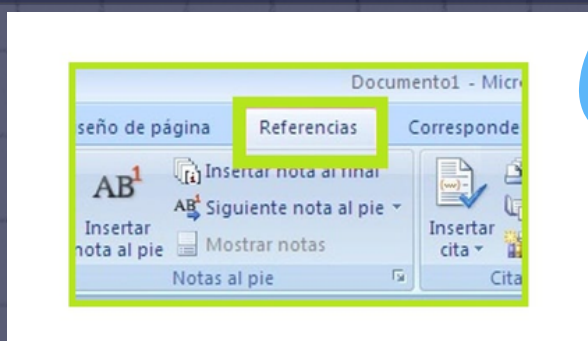 Documento1 - Micr
seño de página Referencias Corresponde
AB1 Insertar nota al final
AB1 Siguiente nota al pie
Insertar nota al pie Mostrar notas
Insertar cita
Notas al pie Cita